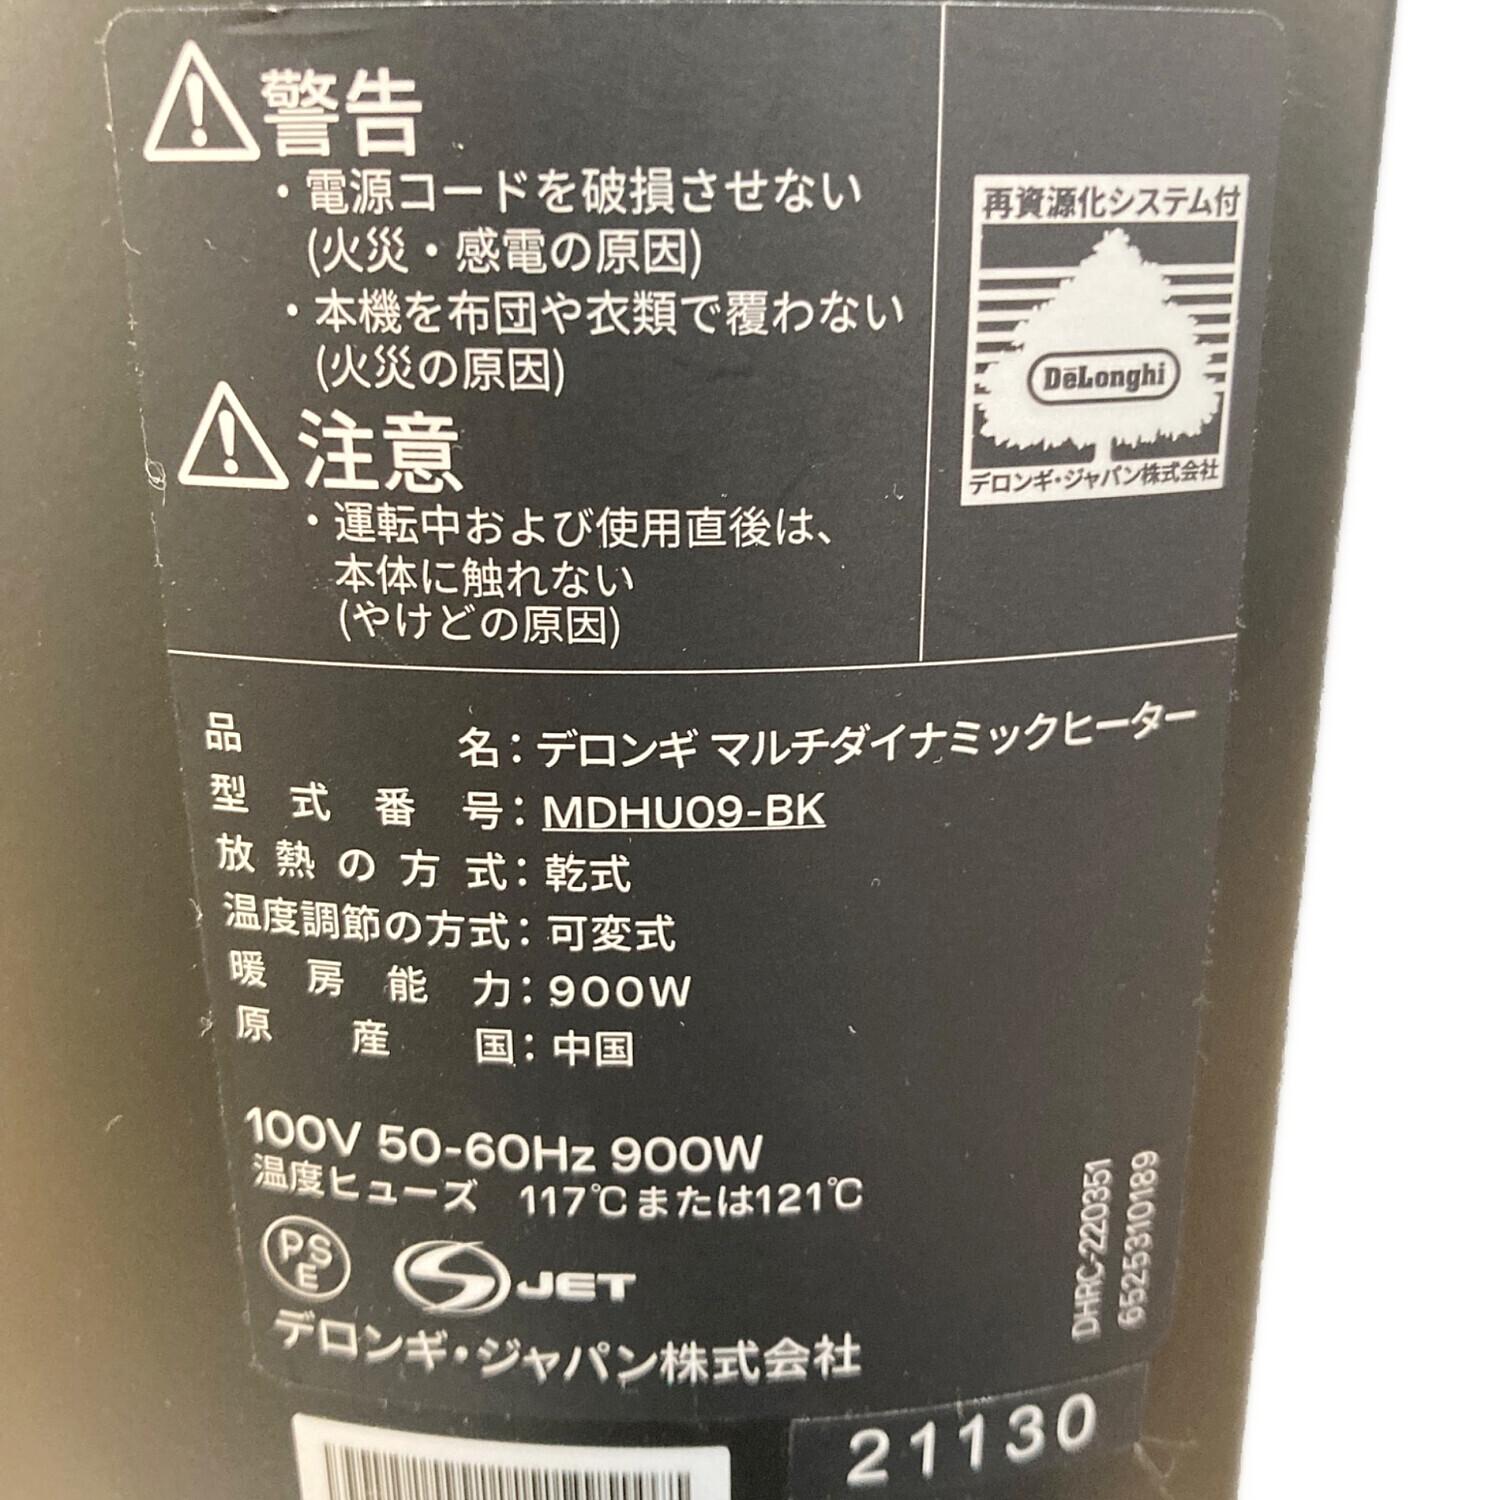 警告
・電源コードを破損させない
(火災・感電の原因)
・本機を布団や衣類で覆わない
(火災の原因)
注意
・運転中および使用直後は、
本体に触れない
(やけどの原因)
再資源化システム付
DēLonghi
デロンギ・ジャパン株式会社
品名：デロンギ マルチダイナミックヒーター
型式番号：MDHU09-BK
放熱の方式：乾式
温度調節の方式：可変式
暖房能力：900W
原産国：中国
100V 50-60Hz 900W
温度ヒューズ 117℃または121℃
PSE
JET
デロンギ・ジャパン株式会社
DHRC-220351
6525310189
21130